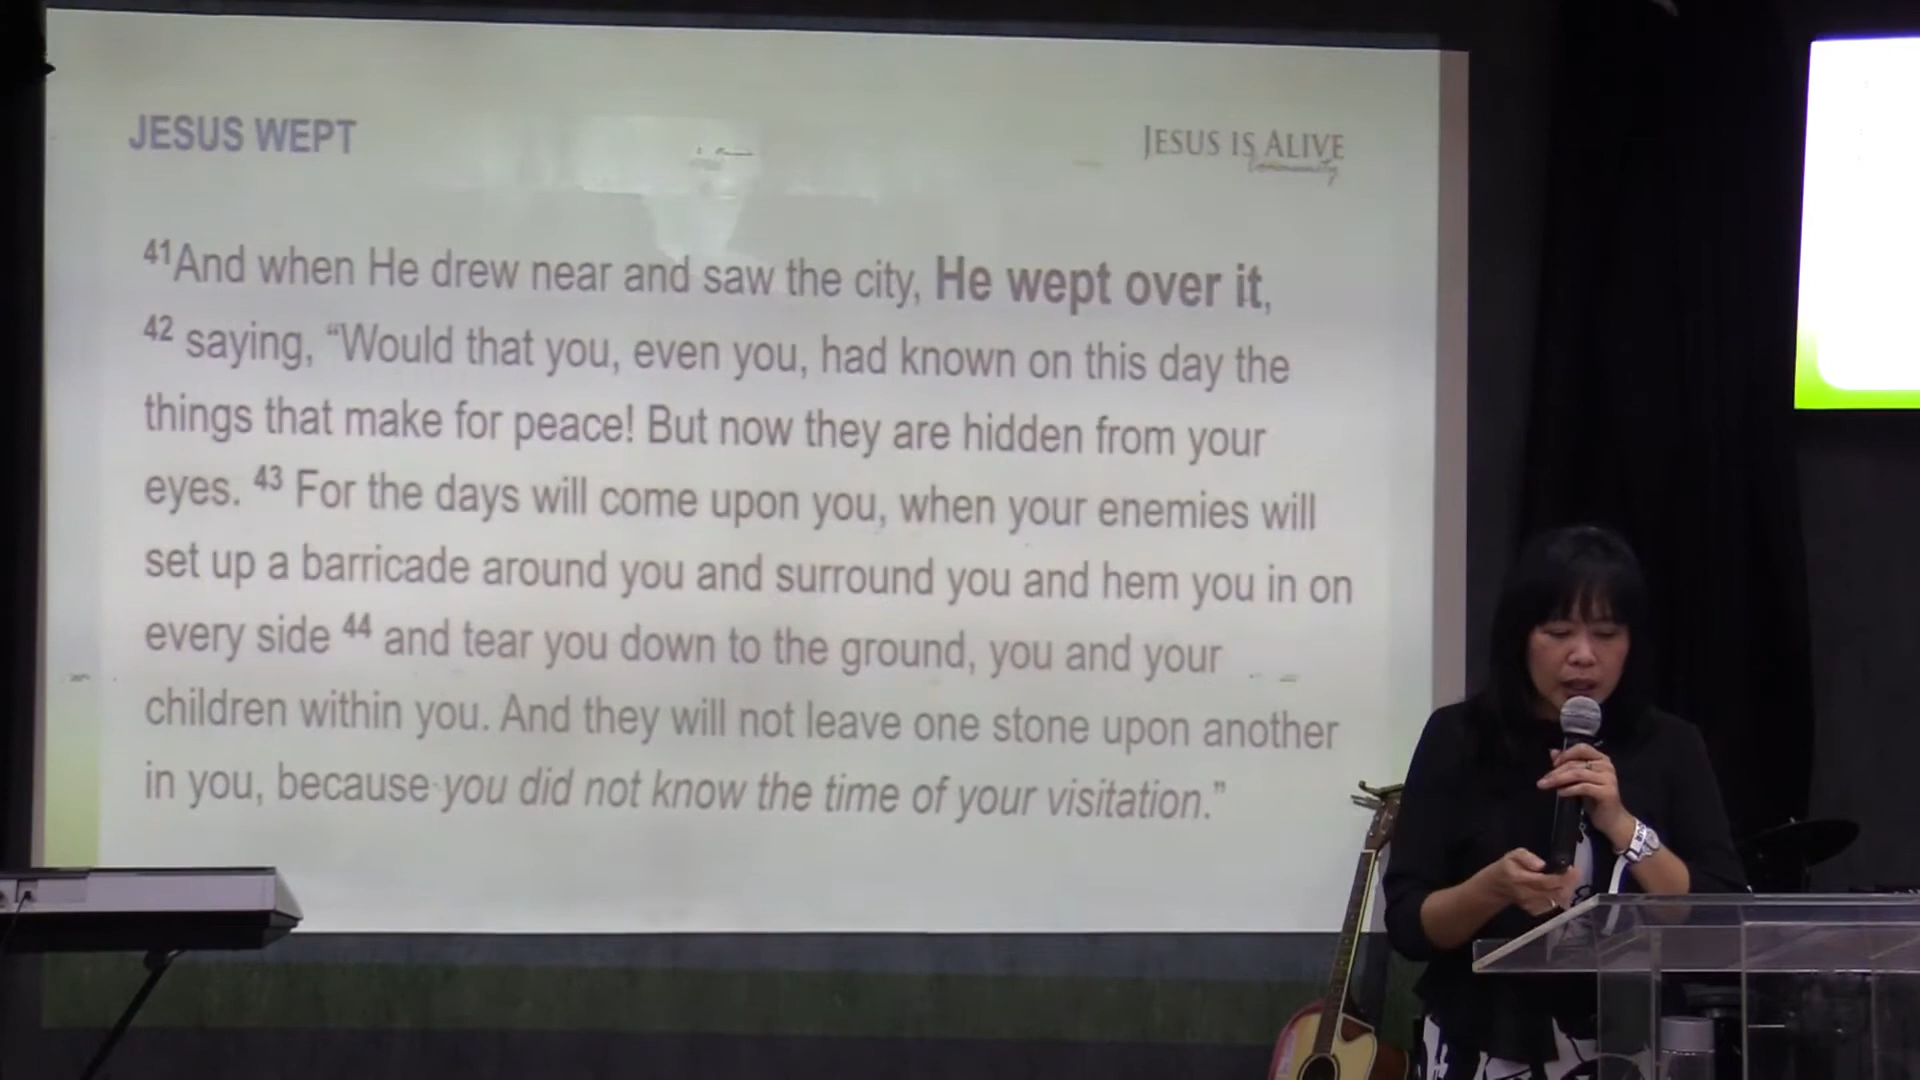 JESUS WEPT
JESUS IS ALIVE
Community
41And when He drew near and saw the city, He wept over it,
42 saying, “Would that you, even you, had known on this day the
things that make for peace! But now they are hidden from your
eyes. 43 For the days will come upon you, when your enemies will
set up a barricade around you and surround you and hem you in on
every side 44 and tear you down to the ground, you and your
children within you. And they will not leave one stone upon another
in you, because you did not know the time of your visitation.”